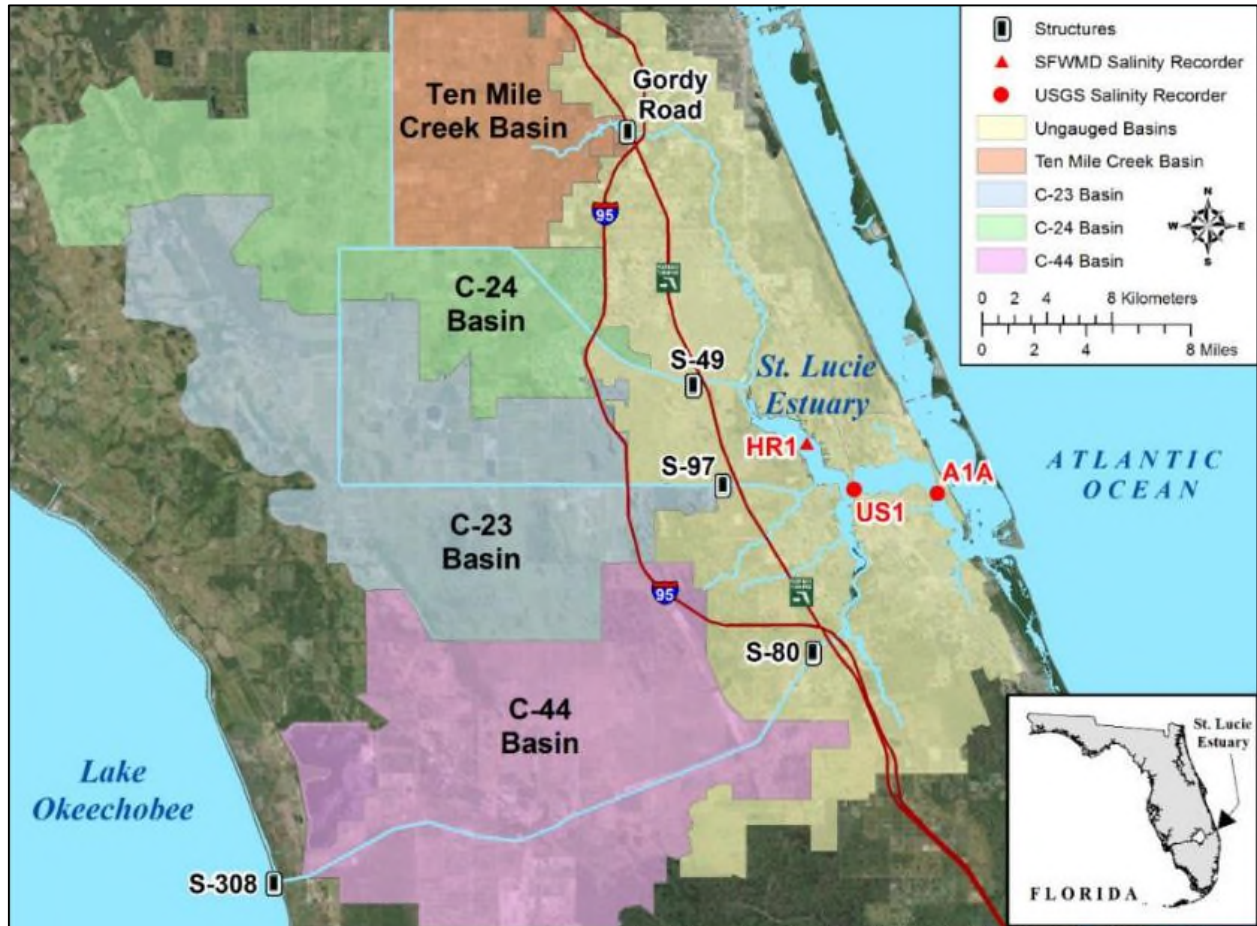 Structures
SFWMD Salinity Recorder
USGS Salinity Recorder
Ungauged Basins
Ten Mile Creek Basin
C-23 Basin
C-24 Basin
C-44 Basin
N
W E
S
0 2 4 8 Kilometers
0 2 4 8 Miles
Gordy
Road
Ten Mile
Creek Basin
95
C-24
Basin
S-49
St. Lucie
Estuary
HR1
S-97
US1
A1A
ATLANTIC
OCEAN
C-23
Basin
95
S-80
C-44
Basin
Lake
Okeechobee
S-308
St. Lucie
Estuary
FLORIDA